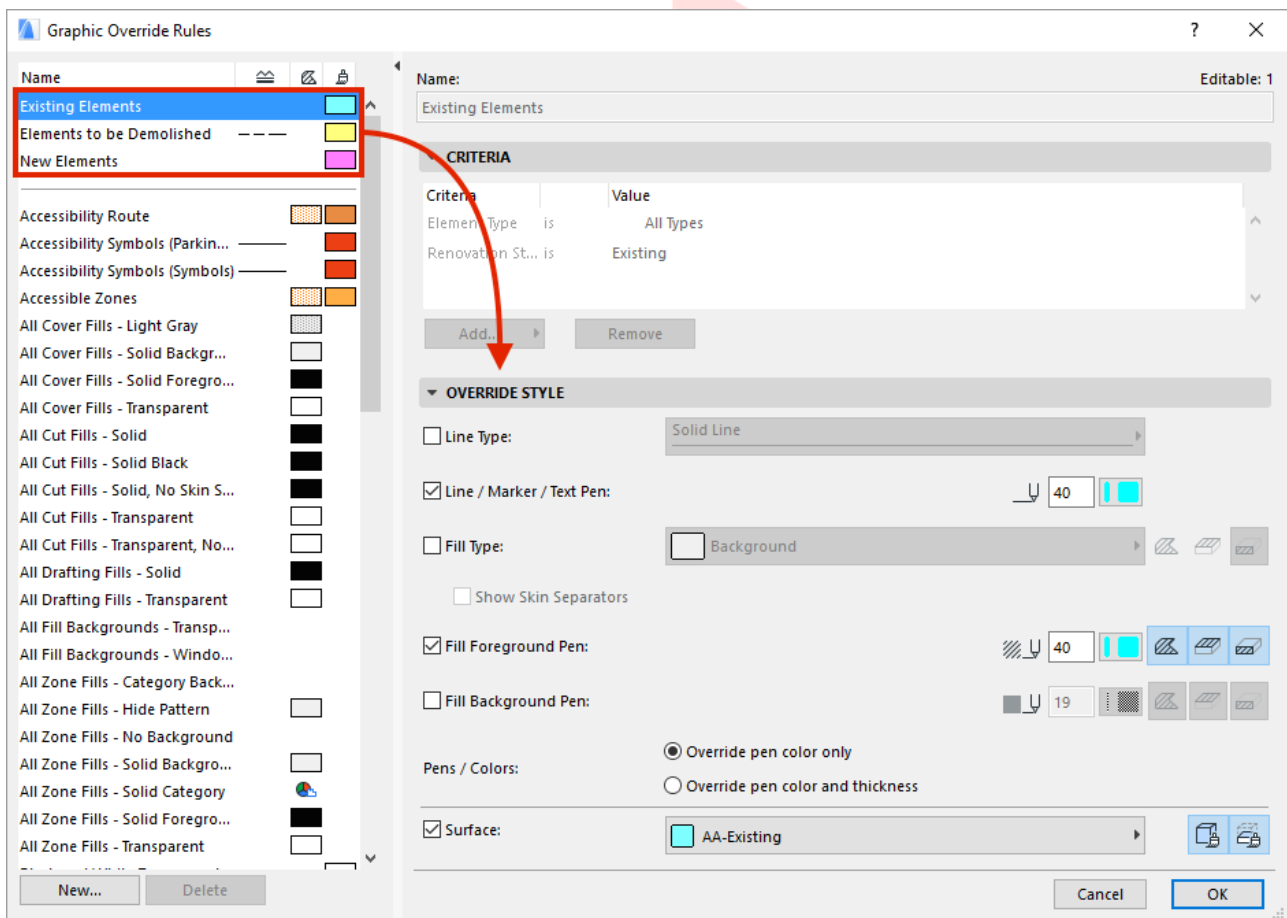 Graphic Override Rules
?
Name
Existing Elements
Elements to be Demolished
New Elements
Accessibility Route
Accessibility Symbols (Parkin...
Accessibility Symbols (Symbols)
Accessible Zones
All Cover Fills - Light Gray
All Cover Fills - Solid Backgr...
All Cover Fills - Solid Foregro...
All Cover Fills - Transparent
All Cut Fills - Solid
All Cut Fills - Solid Black
All Cut Fills - Solid, No Skin S...
All Cut Fills - Transparent
All Cut Fills - Transparent, No...
All Drafting Fills - Solid
All Drafting Fills - Transparent
All Fill Backgrounds - Transp...
All Fill Backgrounds - Windo...
All Zone Fills - Category Back...
All Zone Fills - Hide Pattern
All Zone Fills - No Background
All Zone Fills - Solid Backgro...
All Zone Fills - Solid Category
All Zone Fills - Solid Foregro...
All Zone Fills - Transparent
New... Delete
Name: Editable: 1
Existing Elements
CRITERIA
Criteria Value
Element Type is All Types
Renovation St... is Existing
Add... Remove
OVERRIDE STYLE
Line Type: Solid Line
Line / Marker / Text Pen: 40
Fill Type: Background
Show Skin Separators
Fill Foreground Pen: 40
Fill Background Pen: 19
Pens / Colors:
Override pen color only
Override pen color and thickness
Surface: AA-Existing
Cancel OK